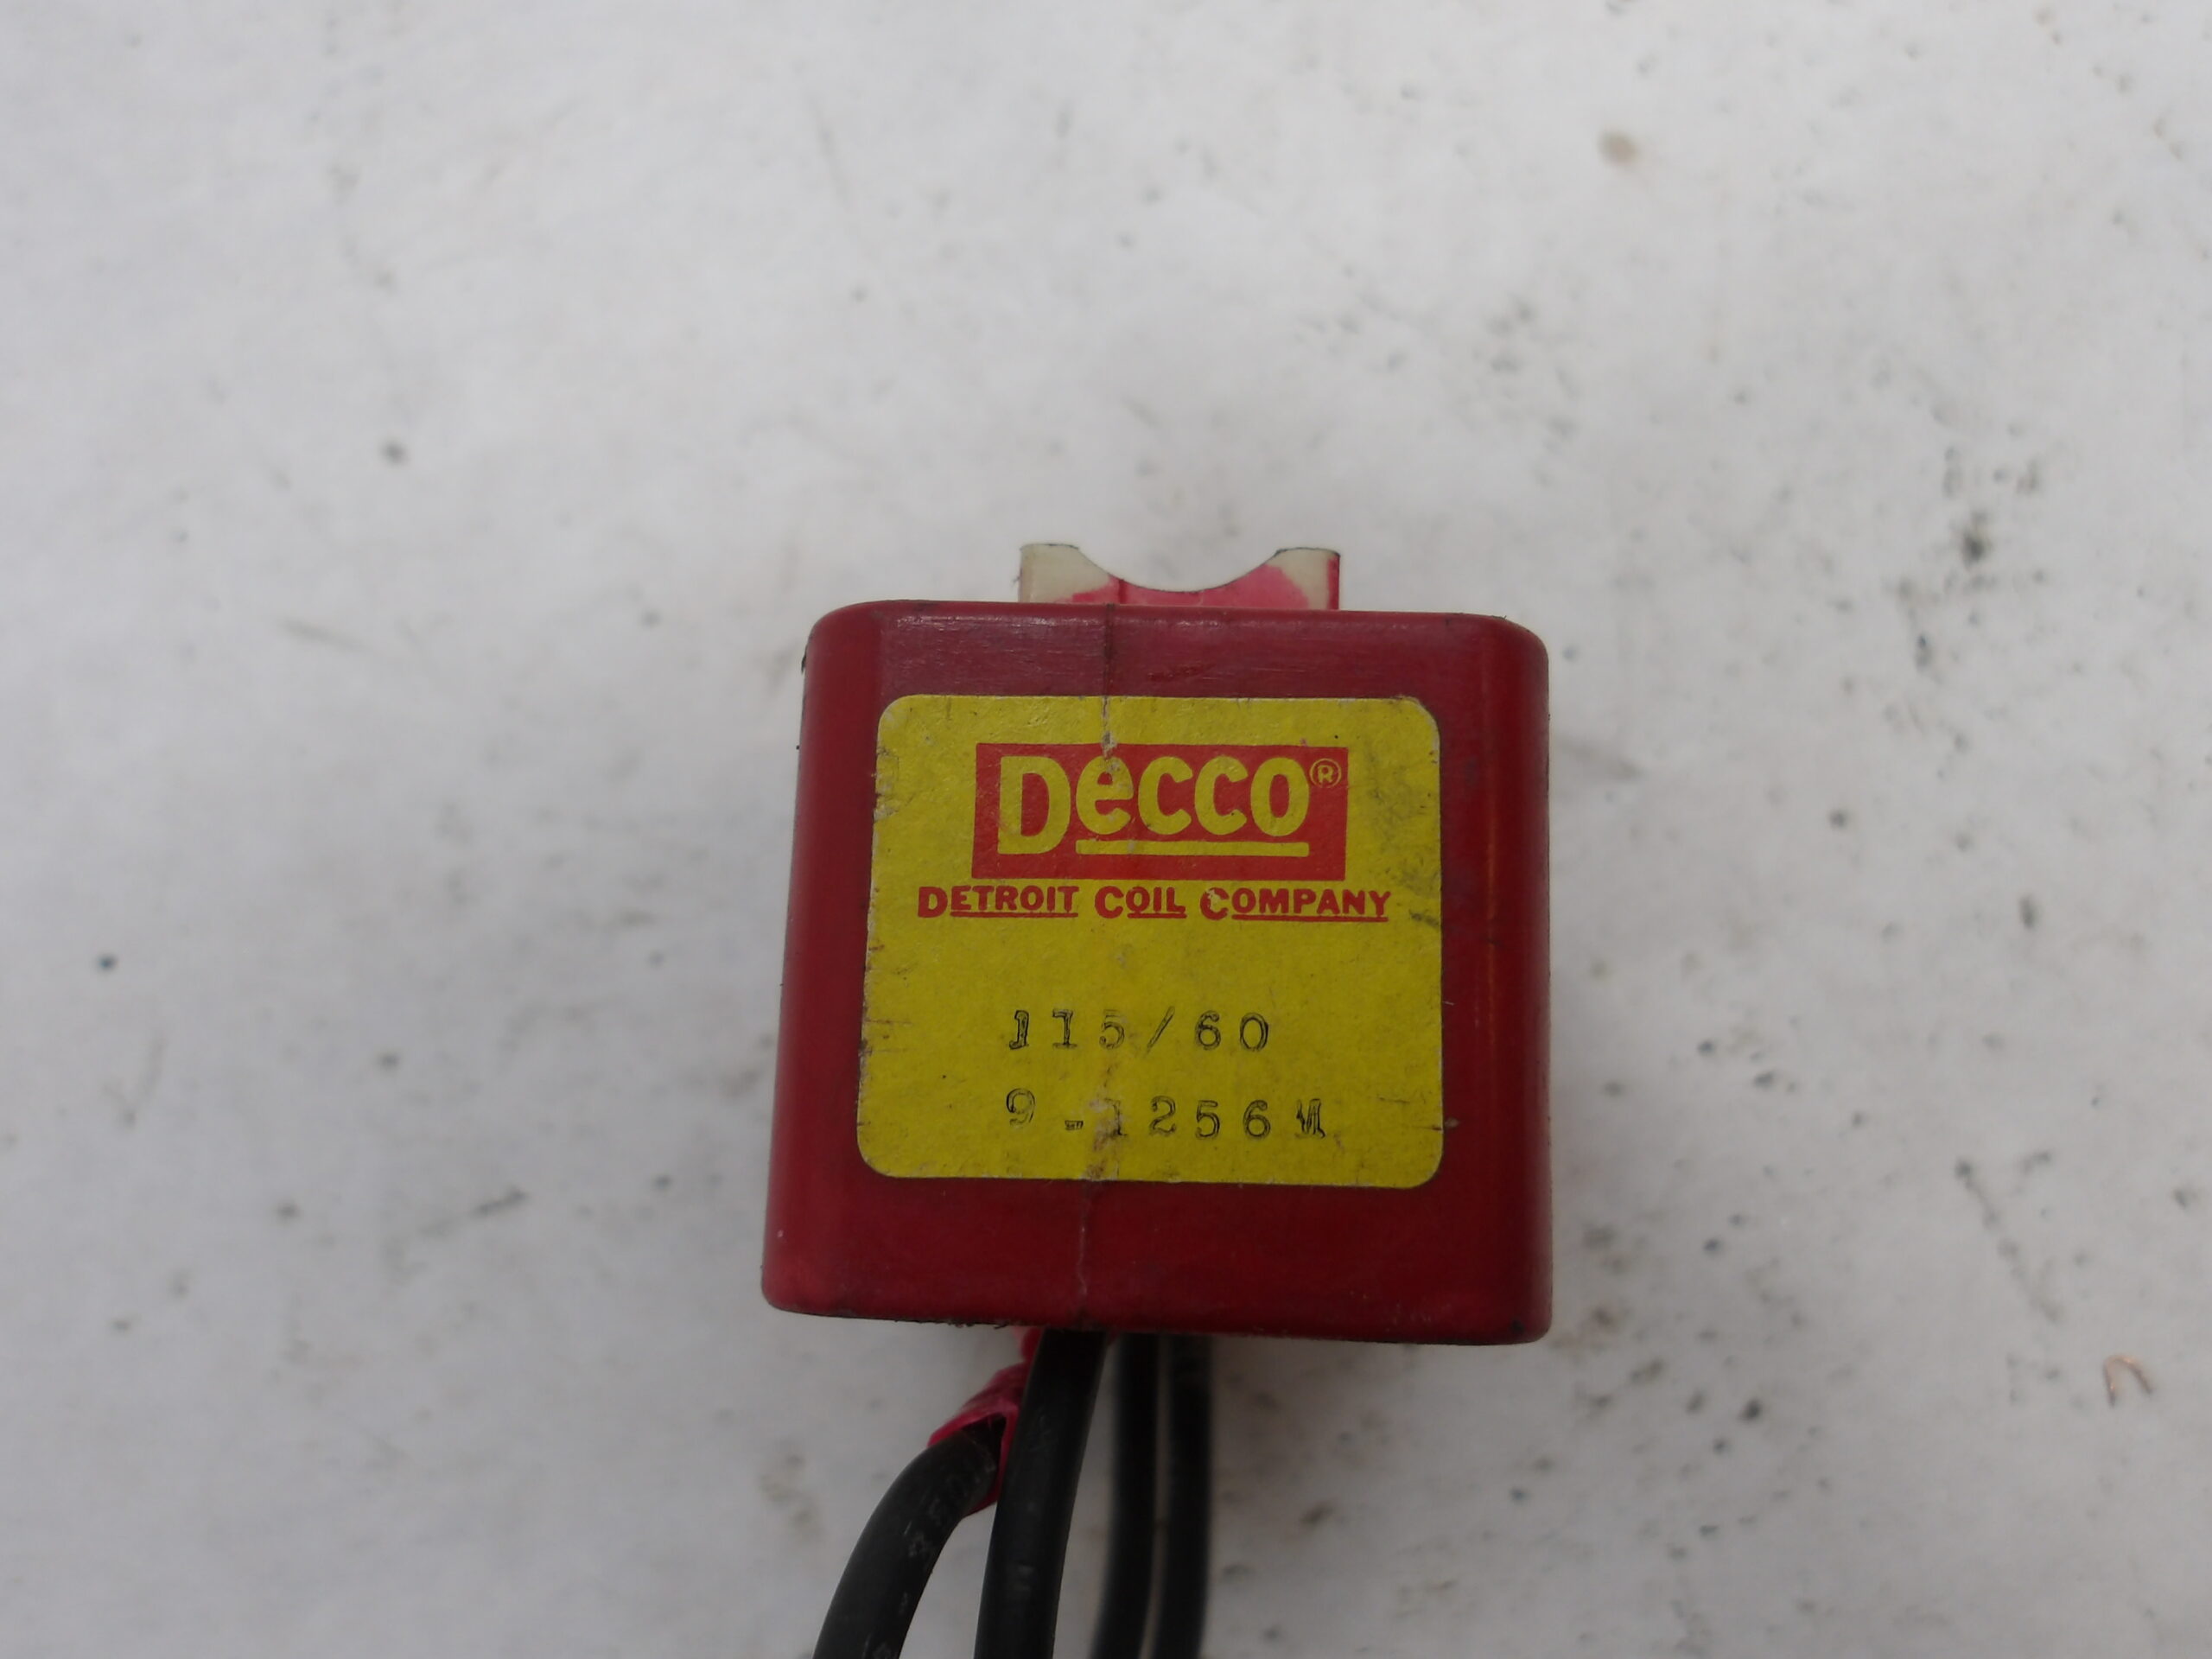 Decco®
DETROIT COIL COMPANY
115/60
9-1256M